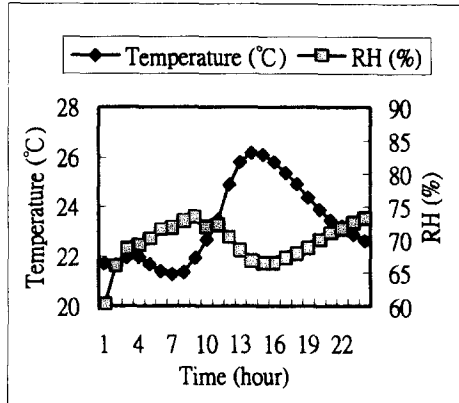 Temperature (℃) RH (%)
28
26
24
22
20
Temperature (℃)
90
85
80
75
70
65
60
RH (%)
1 4 7 10 13 16 19 22
Time (hour)